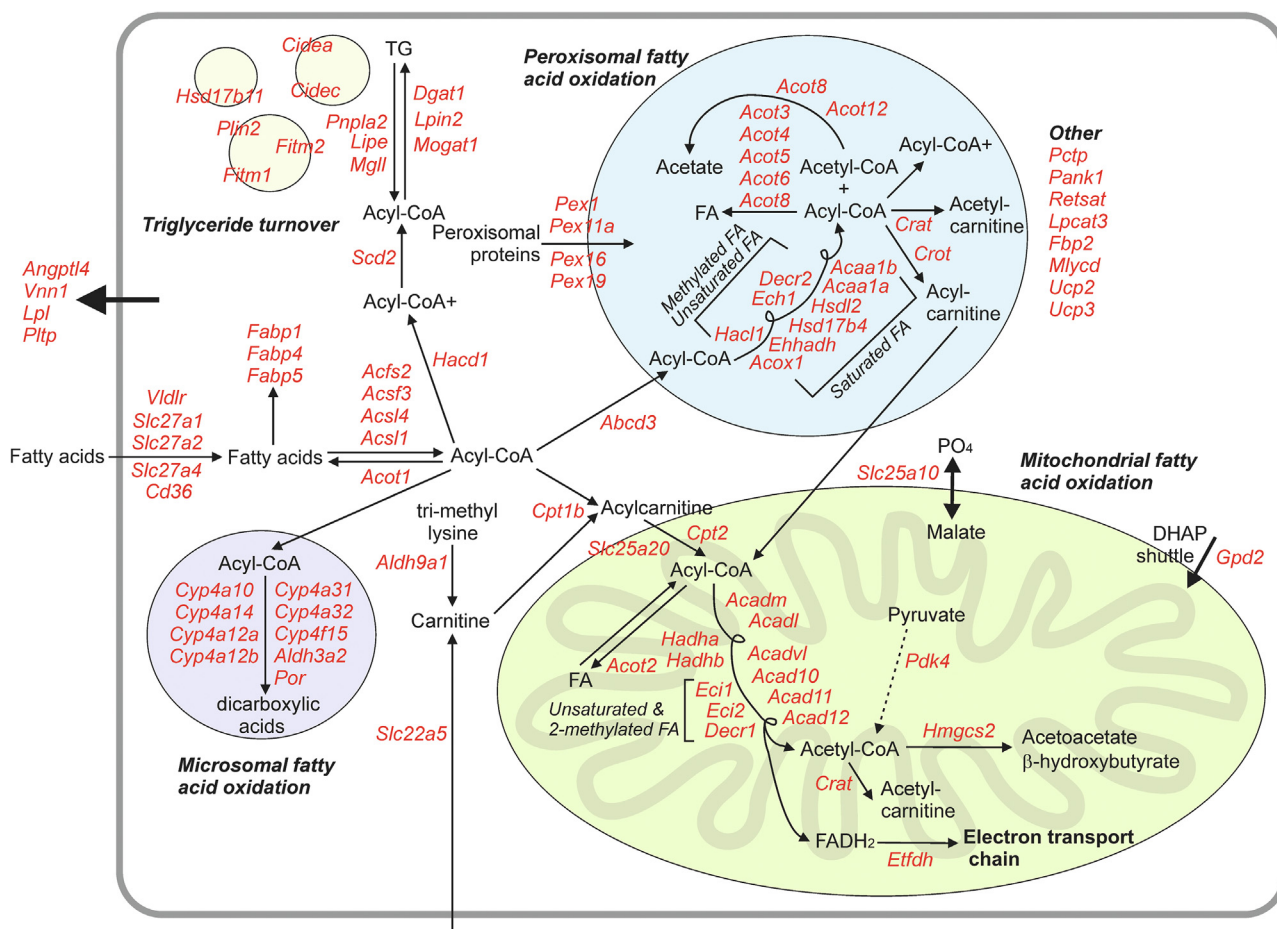 Cidea
Hsd17b11
Cidec
Plin2
Fitm2
Fitm1
TG
Dgat1
Pnpla2
Lpin2
Lipe
Mogat1
Mgll
Triglyceride turnover
Acyl-CoA
Scd2
Acyl-CoA+
Hacd1
Peroxisomal
proteins
Pex1
Pex11a
Pex16
Pex19
Peroxisomal fatty
acid oxidation
Acot8
Acot12
Acot3
Acot4
Acot5
Acot6
Acot8
Acetate
Acetyl-CoA
+
Acyl-CoA
Acyl-CoA+
FA
Crat
Acetyl-
carnitine
Crot
Acyl-
carnitine
Methylated FA
Unsaturated FA
Decr2
Ech1
Hacl1
Acaa1b
Acaa1a
Hsdl2
Hsd17b4
Ehhadh
Acox1
Acyl-CoA
Saturated FA
Other
Pctp
Pank1
Retsat
Lpcat3
Fbp2
Mlycd
Ucp2
Ucp3
Angptl4
Vnn1
Lpl
Pltp
Fabp1
Fabp4
Fabp5
Vldlr
Slc27a1
Slc27a2
Fatty acids
Slc27a4
Cd36
Fatty acids
Acfs2
Acsf3
Acsl4
Acsl1
Acot1
Acyl-CoA
Abcd3
Acyl-CoA
Cyp4a10
Cyp4a14
Cyp4a12a
Cyp4a12b
Cyp4a31
Cyp4a32
Cyp4f15
Aldh3a2
Por
dicarboxylic
acids
Microsomal fatty
acid oxidation
tri-methyl
lysine
Aldh9a1
Carnitine
Slc22a5
Cpt1b
Acylcarnitine
Slc25a20
Cpt2
Mitochondrial fatty
acid oxidation
PO4
Slc25a10
Malate
DHAP
shuttle
Gpd2
Acyl-CoA
Acadm
Acadl
Hadha
Hadhb
Acadvl
Acad10
Acad11
Acad12
Acot2
FA
Unsaturated &
2-methylated FA
Eci1
Eci2
Decr1
Pyruvate
Pdk4
Acetyl-CoA
Hmgcs2
Acetoacetate
β-hydroxybutyrate
Crat
Acetyl-
carnitine
FADH2
Etfdh
Electron transport
chain